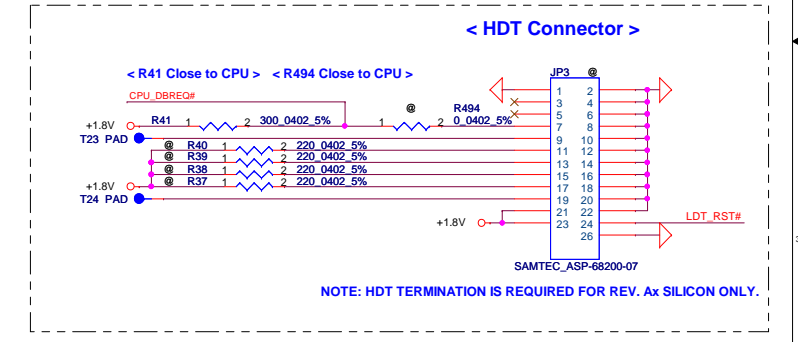 < HDT Connector >
< R41 Close to CPU > < R494 Close to CPU >
JP3 @
CPU_DBREQ#
1 2
3 4
@ R494
5 6
+1.8V R41 1 2 300_0402_5% 1 2 0_0402_5% 7 8
T23 PAD 9 10
@ R40 1 2 220_0402_5% 11 12
@ R39 1 2 220_0402_5% 13 14
@ R38 1 2 220_0402_5% 15 16
+1.8V @ R37 1 2 220_0402_5% 17 18
T24 PAD 19 20
21 22
+1.8V 23 24 LDT_RST#
26
SAMTEC_ASP-68200-07
NOTE: HDT TERMINATION IS REQUIRED FOR REV. Ax SILICON ONLY.